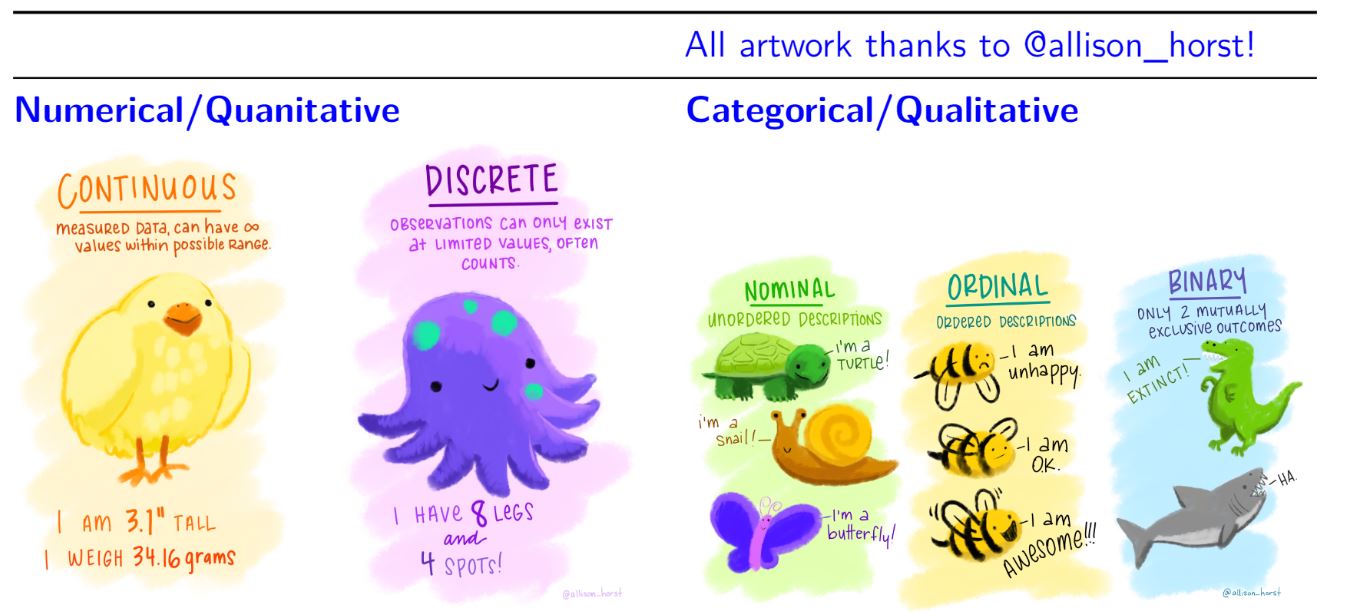 All artwork thanks to @allison_horst!
Numerical/Quanitative
Categorical/Qualitative
CONTINUOUS
measured data, can have ∞
values within possible range.
I AM 3.1" TALL
I WEIGH 34.16 grams
DISCRETE
OBSERVATIONS CAN ONLY EXIST
at LIMITED VALUES, OFTEN
COUNTS.
I HAVE 8 LEGS
and
4 SPOTS!
@allison_horst
NOMINAL
UNORDERED DESCRIPTIONS
I'm a
TURTLE!
i'm a
snail!
I'm a
butterfly!
ORDINAL
ORDERED DESCRIPTIONS
I am
unhappy.
I am
OK.
I am
AWESOME!!!
BINARY
ONLY 2 MUTUALLY
EXCLUSIVE OUTCOMES
I AM
EXTINCT!
HA.
@allison_horst